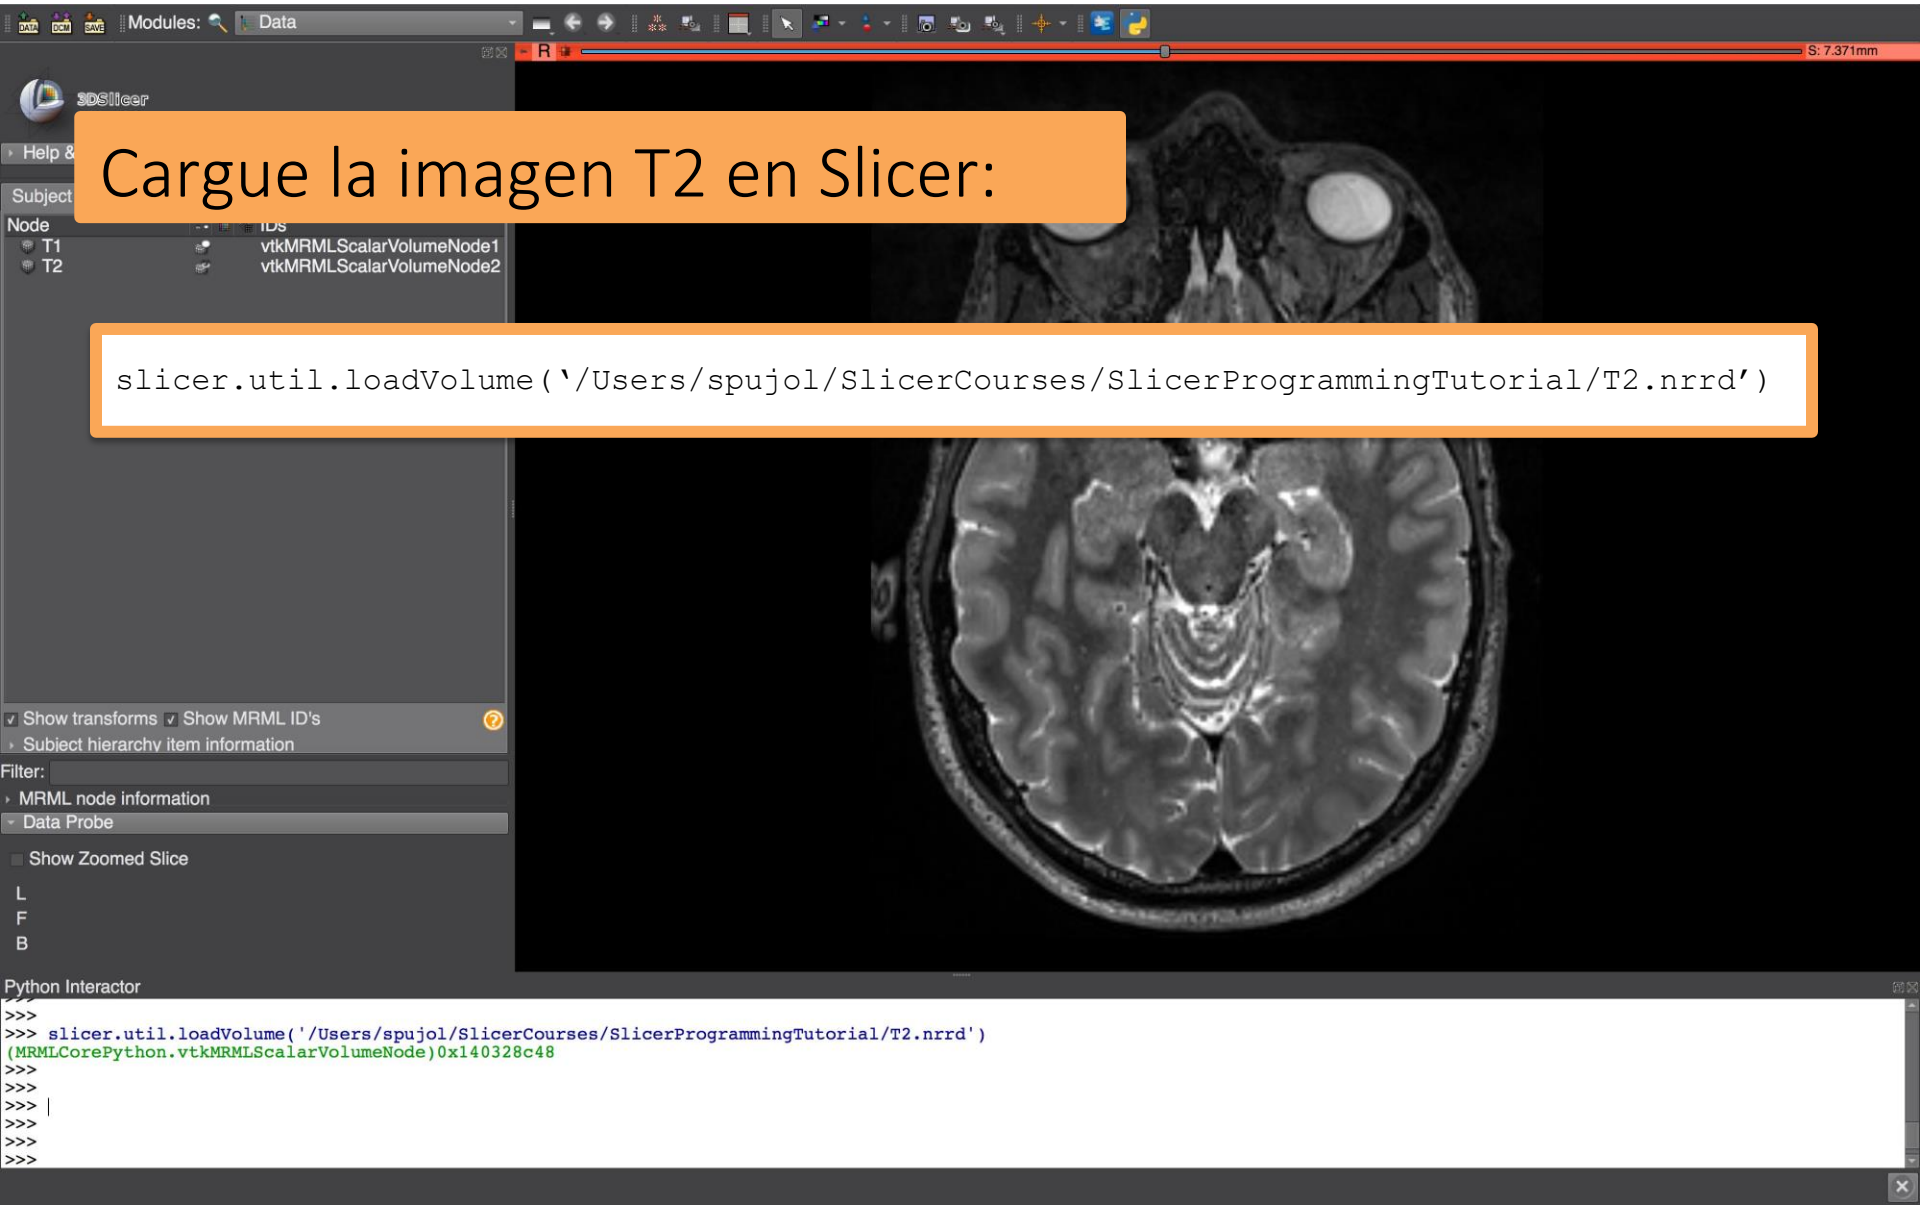 DATA DCM SAVE Modules: Data
R S: 7.371mm
3DSlicer
Help &
Cargue la imagen T2 en Slicer:
Subject
Node IDs
T1 vtkMRMLScalarVolumeNode1
T2 vtkMRMLScalarVolumeNode2
slicer.util.loadVolume(‘/Users/spujol/SlicerCourses/SlicerProgrammingTutorial/T2.nrrd’)
Show transforms Show MRML ID's
Subject hierarchy item information
Filter:
MRML node information
Data Probe
Show Zoomed Slice
L
F
B
Python Interactor
>>>
>>>
>>> slicer.util.loadVolume('/Users/spujol/SlicerCourses/SlicerProgrammingTutorial/T2.nrrd')
(MRMLCorePython.vtkMRMLScalarVolumeNode)0x140328c48
>>>
>>>
>>>
>>>
>>>
>>>